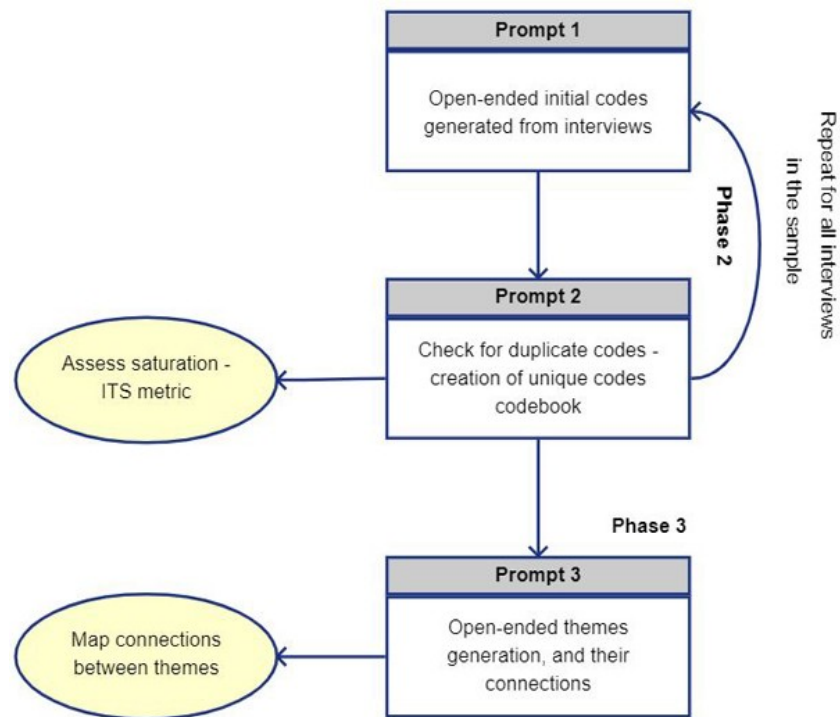 Prompt 1
Open-ended initial codes
generated from interviews
Repeat for all interviews
in the sample
Phase 2
Prompt 2
Check for duplicate codes -
creation of unique codes
codebook
Assess saturation -
ITS metric
Phase 3
Prompt 3
Open-ended themes
generation, and their
connections
Map connections
between themes